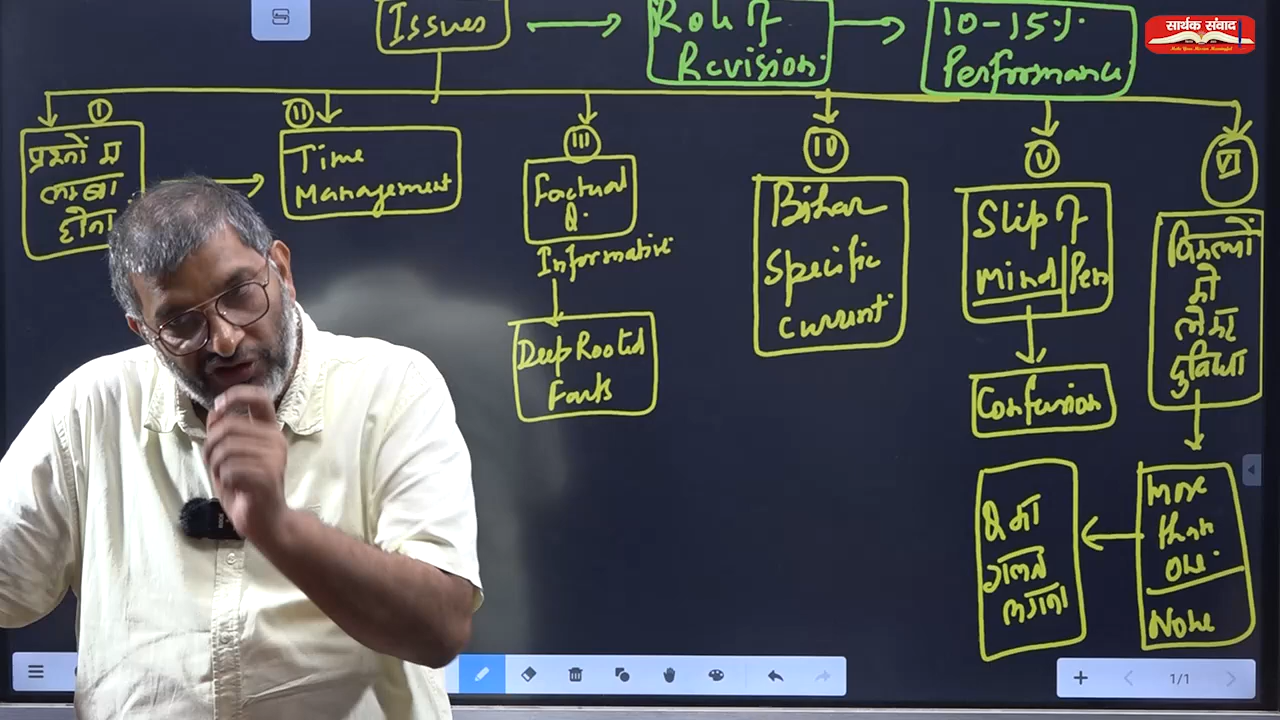 Issues
Role of
Revision
10-15%
Performance
सार्थक संवाद
I
प्रश्नों म
लम्बा
होना
II
Time
Management
III
Factual
Q.
Informative
Deep Rooted
Facts
IV
Bihar
Specific
Current
V
Slip of
Mind/Pen
Confusion
VI
विकल्पों
को
लेकर
दुविधा
More
than
one.
None
Q का
गलत
लगना
1/1